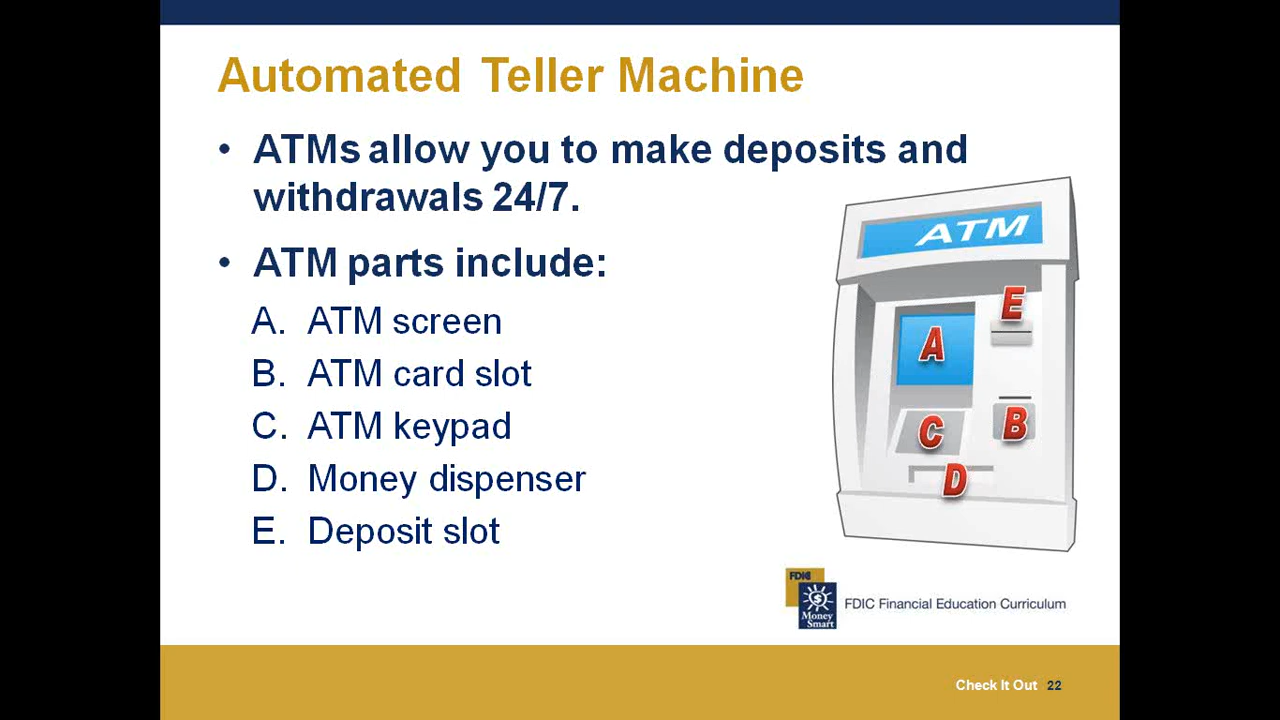 Automated Teller Machine
• ATMs allow you to make deposits and
withdrawals 24/7.
• ATM parts include:
A. ATM screen
B. ATM card slot
C. ATM keypad
D. Money dispenser
E. Deposit slot
ATM
E
A
C
B
D
FDIC
Money
Smart
FDIC Financial Education Curriculum
Check It Out 22